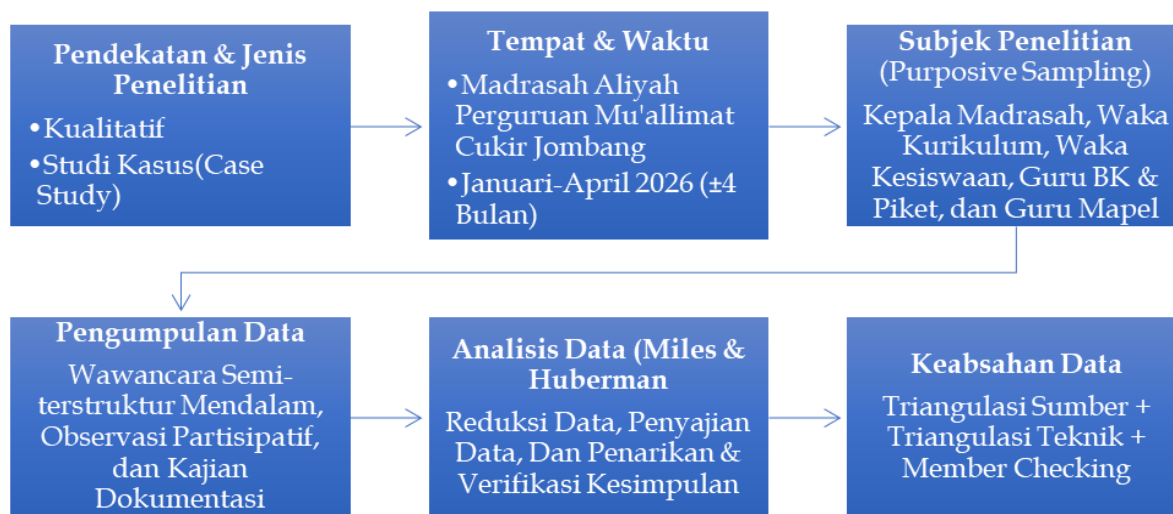 Pendekatan & Jenis
Penelitian
•Kualitatif
•Studi Kasus(Case
Study)
Tempat & Waktu
•Madrasah Aliyah
Perguruan Mu'allimat
Cukir Jombang
•Januari-April 2026 (±4
Bulan)
Subjek Penelitian
(Purposive Sampling)
Kepala Madrasah, Waka
Kurikulum, Waka
Kesiswaan, Guru BK &
Piket, dan Guru Mapel
Pengumpulan Data
Wawancara Semi-
terstruktur Mendalam,
Observasi Partisipatif,
dan Kajian
Dokumentasi
Analisis Data (Miles &
Huberman
Reduksi Data, Penyajian
Data, Dan Penarikan &
Verifikasi Kesimpulan
Keabsahan Data
Triangulasi Sumber +
Triangulasi Teknik +
Member Checking